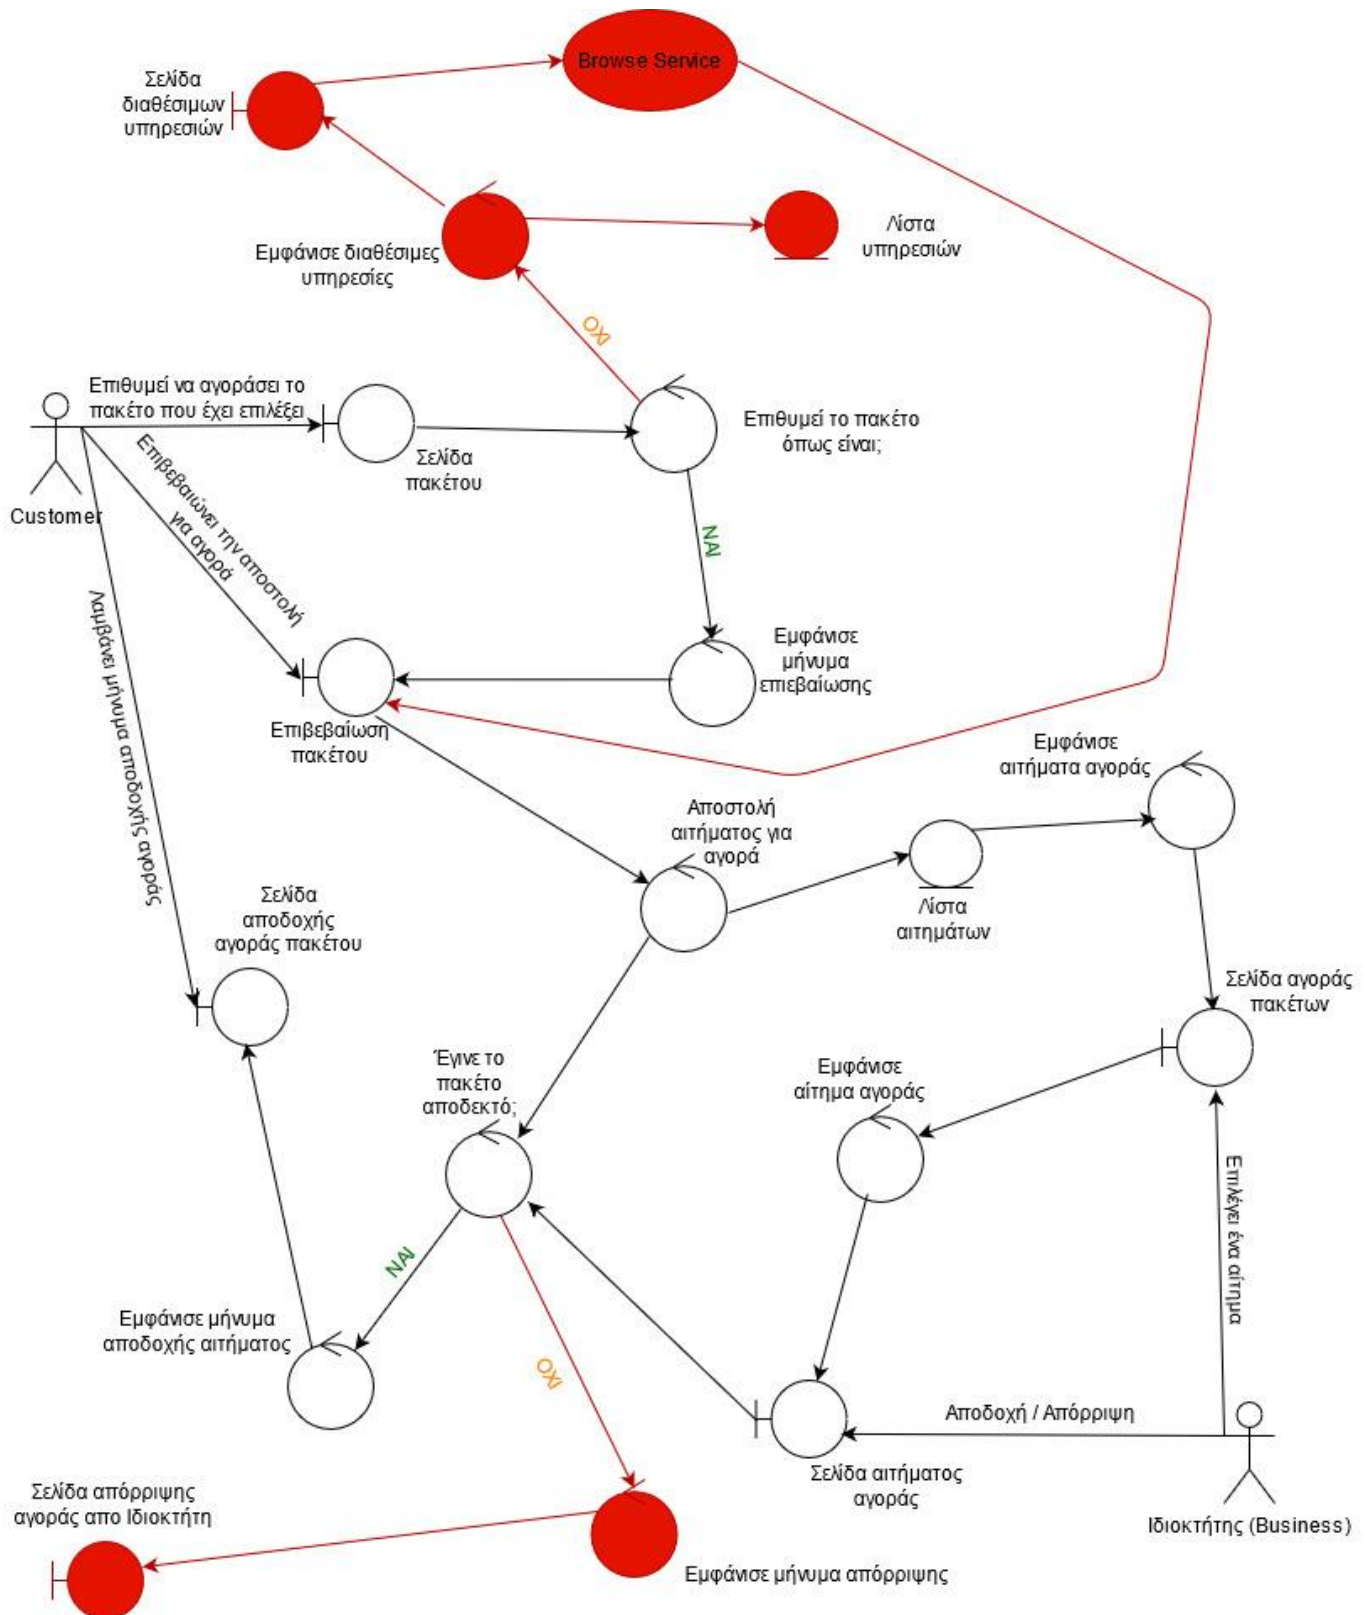 Browse Service
Σελίδα
διαθέσιμων
υπηρεσιών
Λίστα
υπηρεσιών
Εμφάνισε διαθέσιμες
υπηρεσίες
ΟΧΙ
Επιθυμεί να αγοράσει το
πακέτο που έχει επιλέξει
Επιθυμεί το πακέτο
όπως είναι;
Σελίδα
πακέτου
Customer
Επιβεβαιώνει την αποστολή
για αγορά
ΝΑΙ
Λαμβάνει μήνυμα αποδοχής αγοράς
Εμφάνισε
μήνυμα
επιεβαίωσης
Επιβεβαίωση
πακέτου
Εμφάνισε
αιτήματα αγοράς
Αποστολή
αιτήματος για
αγορά
Σελίδα
αποδοχής
αγοράς πακέτου
Λίστα
αιτημάτων
Σελίδα αγοράς
πακέτων
Έγινε το
πακέτο
αποδεκτό;
Εμφάνισε
αίτημα αγοράς
Επιλέγει ένα αίτημα
ΝΑΙ
Εμφάνισε μήνυμα
αποδοχής αιτήματος
ΟΧΙ
Αποδοχή / Απόρριψη
Σελίδα αιτήματος
αγοράς
Σελίδα απόρριψης
αγοράς απο Ιδιοκτήτη
Ιδιοκτήτης (Business)
Εμφάνισε μήνυμα απόρριψης